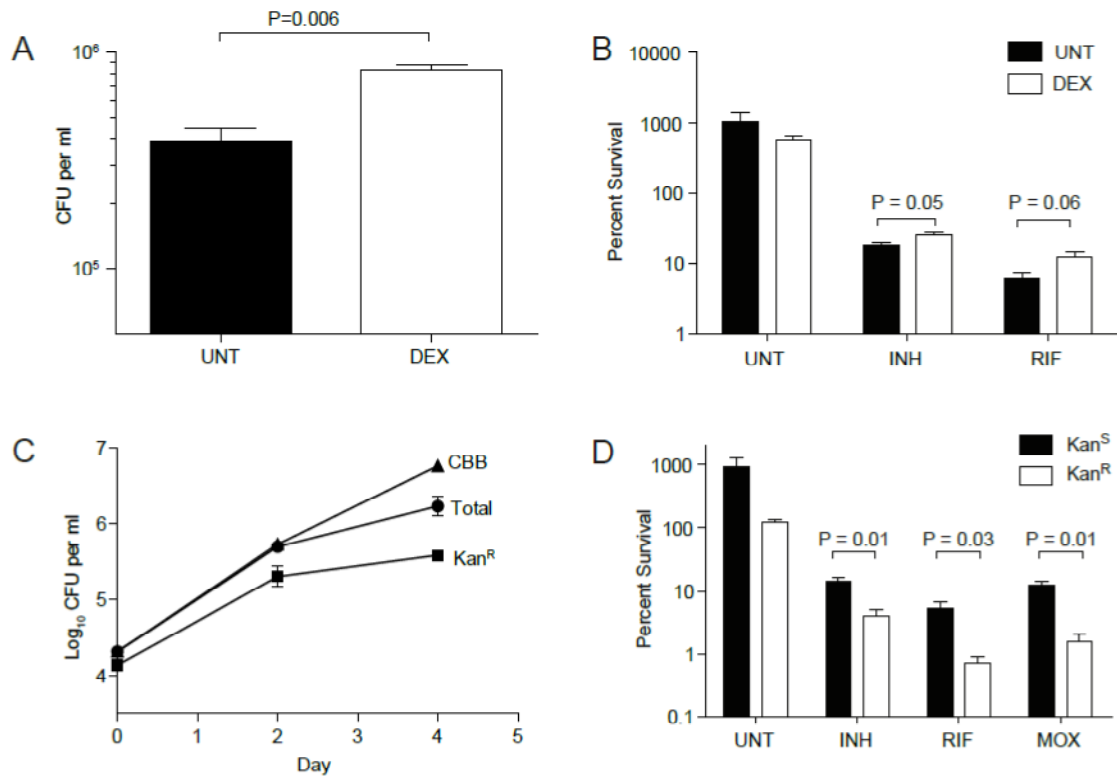 A
P=0.006
10⁶
10⁵
CFU per ml
UNT
DEX
B
UNT
DEX
10000
1000
100
10
1
Percent Survival
P = 0.05
P = 0.06
UNT
INH
RIF
C
7
6
5
4
Log₁₀ CFU per ml
CBB
Total
Kanᴿ
0
1
2
3
4
5
Day
D
Kanˢ
Kanᴿ
1000
100
10
1
0.1
Percent Survival
P = 0.01
P = 0.03
P = 0.01
UNT
INH
RIF
MOX